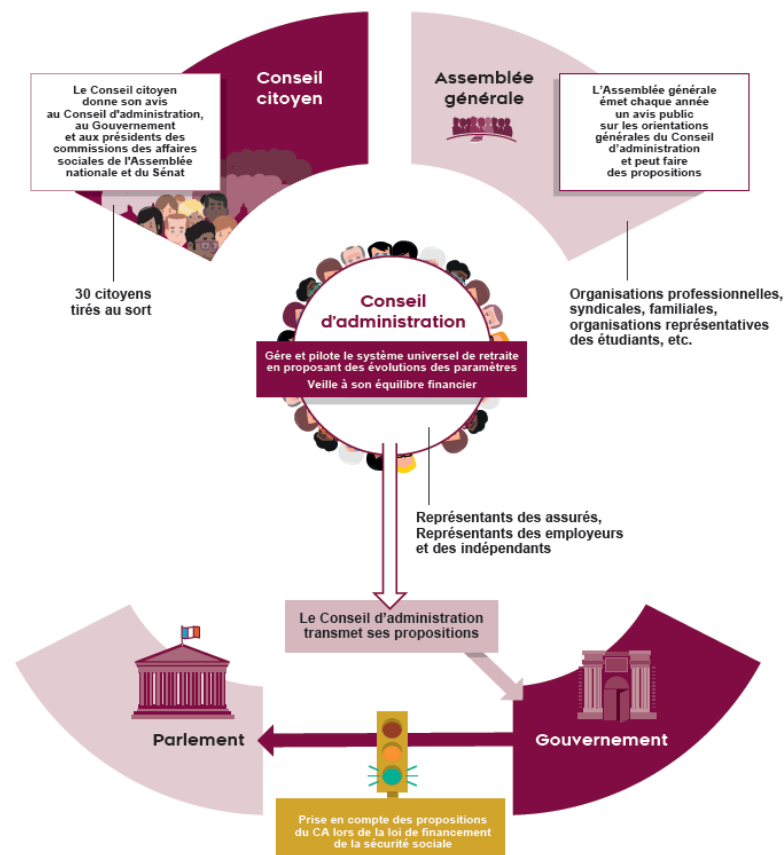 Conseil
citoyen
Le Conseil citoyen
donne son avis
au Conseil d'administration,
au Gouvernement
et aux présidents des
commissions des affaires
sociales de l'Assemblée
nationale et du Sénat
30 citoyens
tirés au sort
Assemblée
générale
L'Assemblée générale
émet chaque année
un avis public
sur les orientations
générales du Conseil
d'administration
et peut faire
des propositions
Organisations professionnelles,
syndicales, familiales,
organisations représentatives
des étudiants, etc.
Conseil
d'administration
Gére et pilote le système universel de retraite
en proposant des évolutions des paramètres
Veille à son équilibre financier
Représentants des assurés,
Représentants des employeurs
et des indépendants
Le Conseil d'administration
transmet ses propositions
Parlement
Gouvernement
Prise en compte des propositions
du CA lors de la loi de financement
de la sécurité sociale